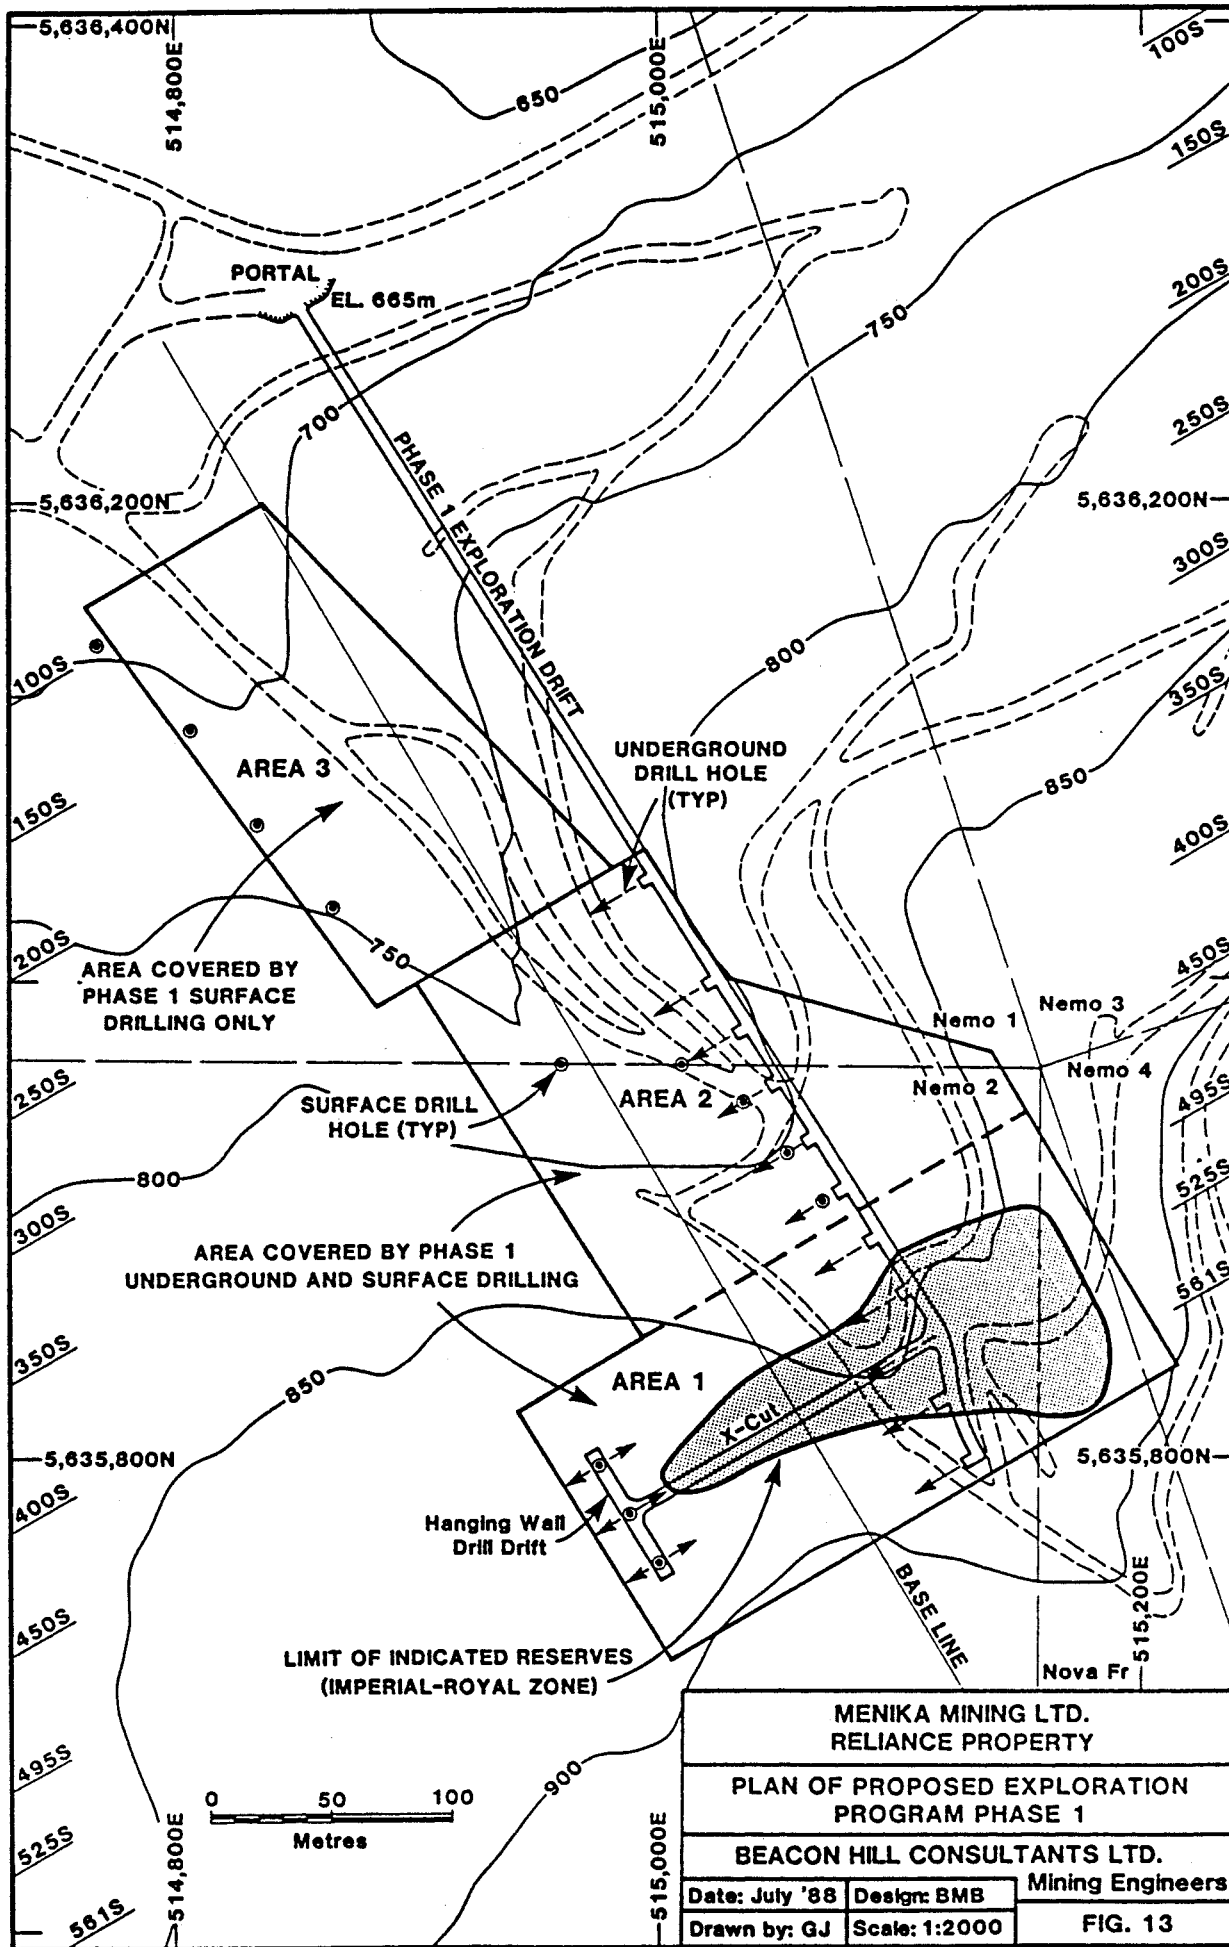 5,636,400N
514,800E
515,000E
100S
650
150S
PORTAL
EL. 665m
200S
750
700
250S
PHASE 1 EXPLORATION DRIFT
5,636,200N
5,636,200N
300S
800
100S
350S
UNDERGROUND
DRILL HOLE
(TYP)
AREA 3
850
150S
400S
200S
750
450S
AREA COVERED BY
PHASE 1 SURFACE
DRILLING ONLY
Nemo 1
Nemo 3
Nemo 2
Nemo 4
250S
SURFACE DRILL
HOLE (TYP)
AREA 2
495S
800
525S
300S
AREA COVERED BY PHASE 1
UNDERGROUND AND SURFACE DRILLING
561S
350S
850
AREA 1
X-Cut
5,635,800N
5,635,800N
400S
Hanging Wall
Drill Drift
BASE LINE
515,200E
450S
LIMIT OF INDICATED RESERVES
(IMPERIAL-ROYAL ZONE)
Nova Fr
495S
900
0 50 100
Metres
525S
514,800E
515,000E
561S
MENIKA MINING LTD.
RELIANCE PROPERTY
PLAN OF PROPOSED EXPLORATION
PROGRAM PHASE 1
BEACON HILL CONSULTANTS LTD.
Mining Engineers
Date: July '88
Design: BMB
Drawn by: GJ
Scale: 1:2000
FIG. 13